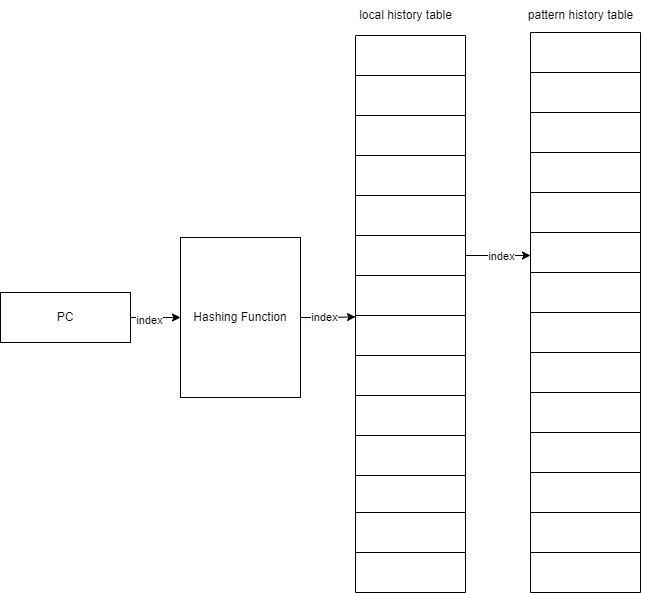 local history table
pattern history table
index
PC
index
Hashing Function
index